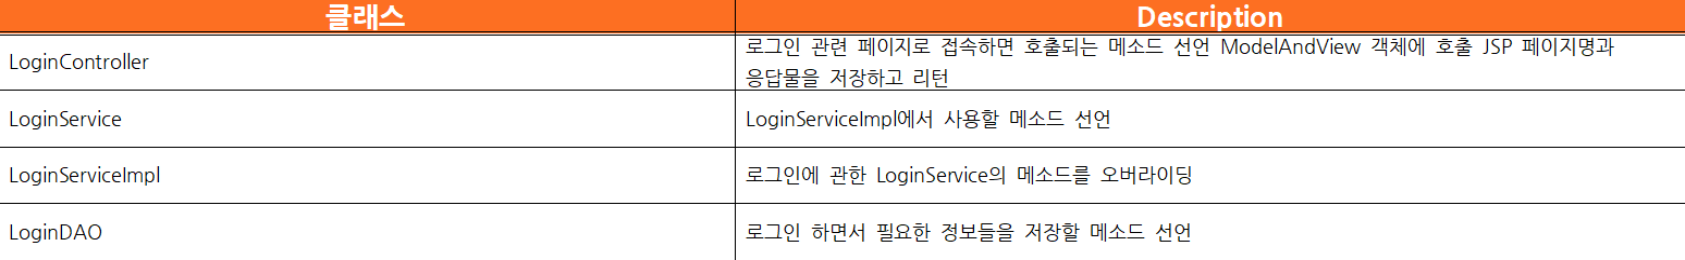 클래스 Description
LoginController 로그인 관련 페이지로 접속하면 호출되는 메소드 선언 ModelAndView 객체에 호출 JSP 페이지명과
응답물을 저장하고 리턴
LoginService LoginServiceImpl에서 사용할 메소드 선언
LoginServiceImpl 로그인에 관한 LoginService의 메소드를 오버라이딩
LoginDAO 로그인 하면서 필요한 정보들을 저장할 메소드 선언